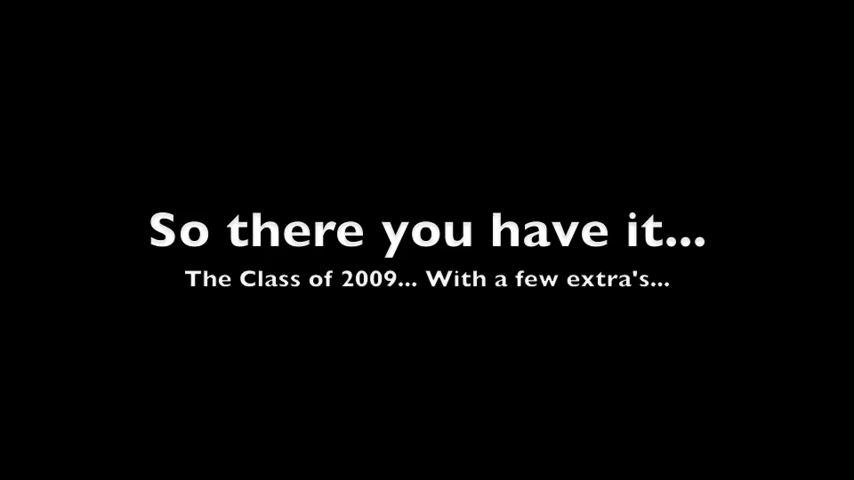 So there you have it...
The Class of 2009... With a few extra's...